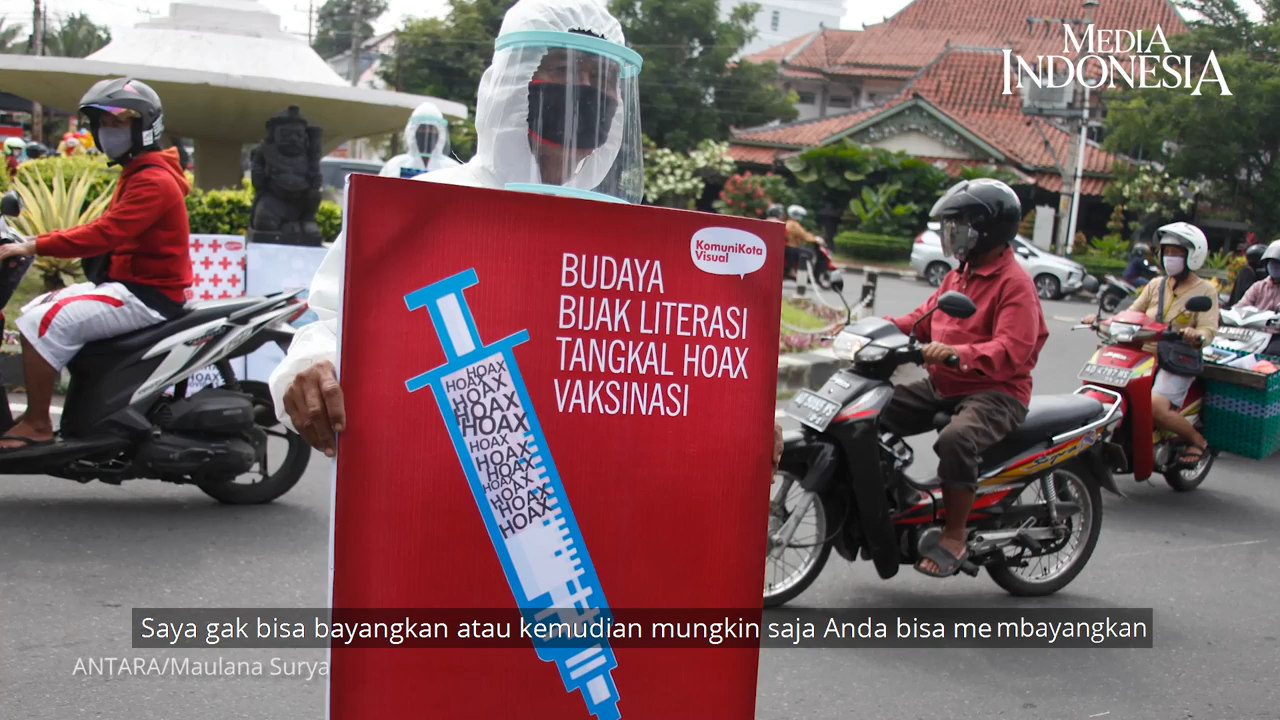 MEDIA
INDONESIA
KomuniKota
Visual
BUDAYA
BIJAK LITERASI
TANGKAL HOAX
VAKSINASI
HOAX
HOAX
HOAX
HOAX
HOAX
HOAX
HOAX
HOAX
HOAX
HOAX
HOAX
HOAX
Saya gak bisa bayangkan atau kemudian mungkin saja Anda bisa membayangkan
ANTARA/Maulana Surya